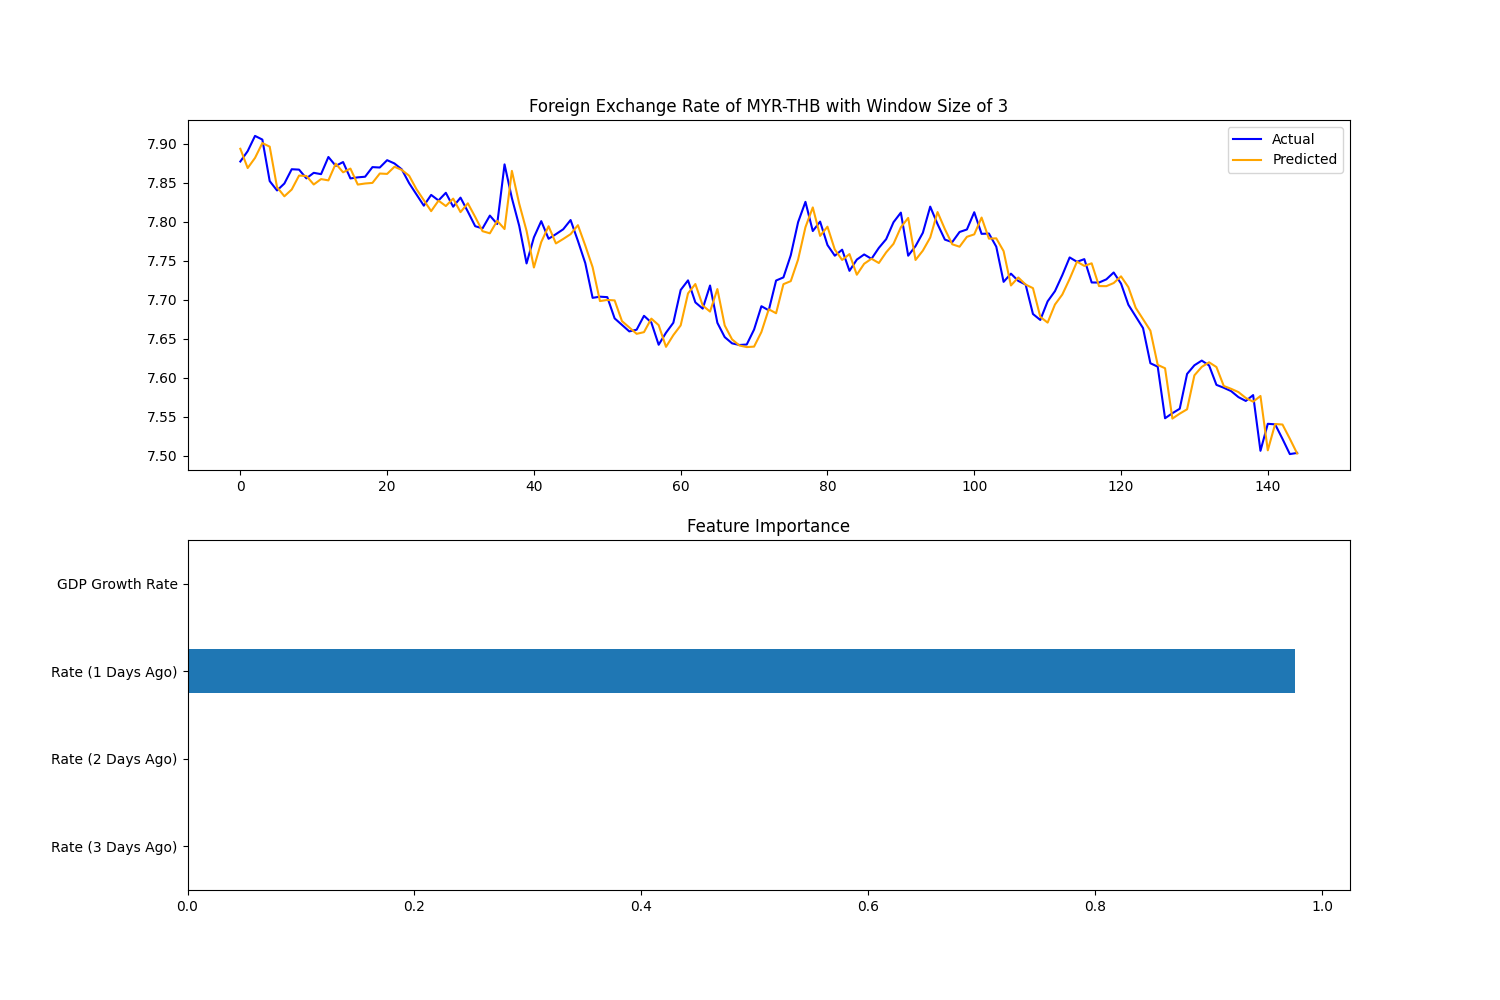 Foreign Exchange Rate of MYR-THB with Window Size of 3
Actual
Predicted
7.90
7.85
7.80
7.75
7.70
7.65
7.60
7.55
7.50
0 20 40 60 80 100 120 140
Feature Importance
GDP Growth Rate
Rate (1 Days Ago)
Rate (2 Days Ago)
Rate (3 Days Ago)
0.0 0.2 0.4 0.6 0.8 1.0